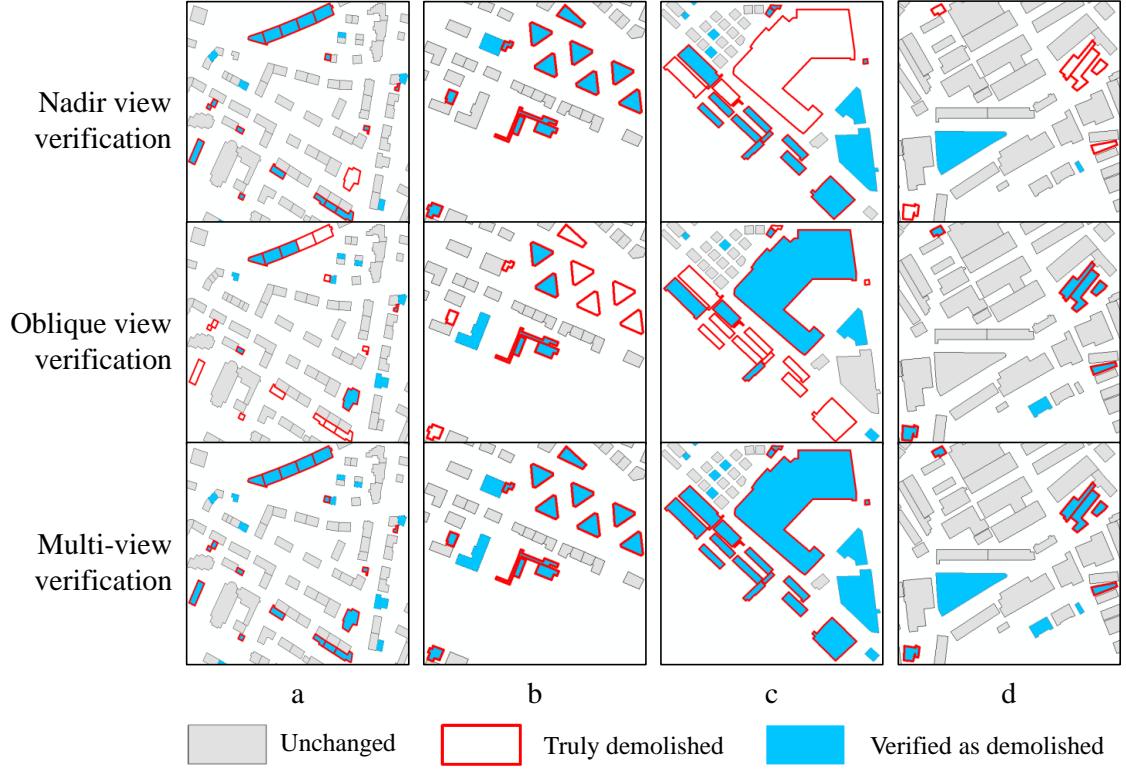 Nadir view
verification
Oblique view
verification
Multi-view
verification
a
b
c
d
Unchanged
Truly demolished
Verified as demolished